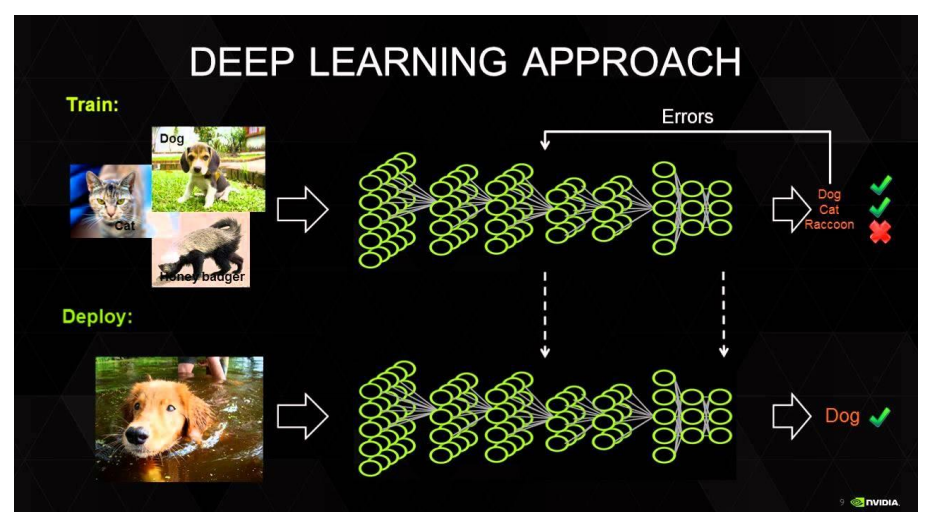 DEEP LEARNING APPROACH
Train:
Dog
Cat
Honey badger
Errors
Dog
Cat
Raccoon
Deploy:
Dog
9 NVIDIA.